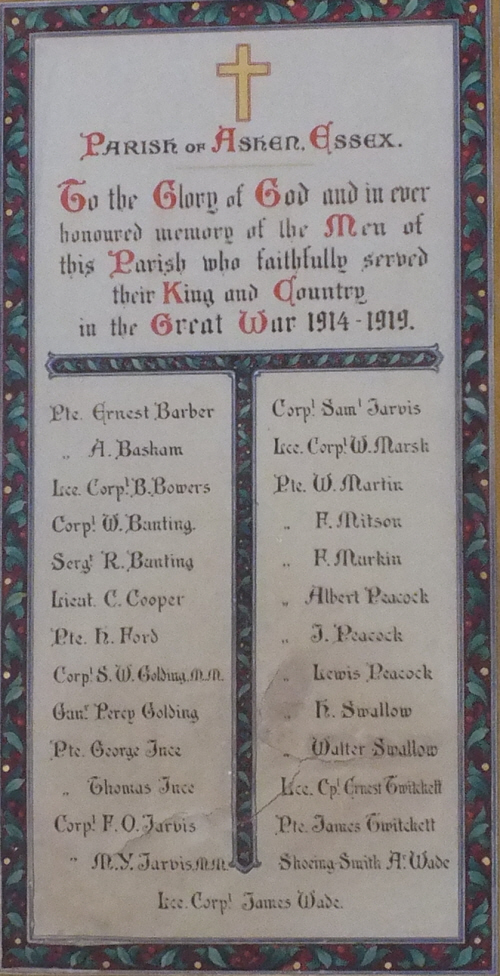 Parish of Ashen. Essex.
To the Glory of God and in ever
honoured memory of the Men of
this Parish who faithfully served
their King and Country
in the Great War 1914-1919.
Pte. Ernest Barber
„ A. Basham
Lce. Corpl B. Bowers
Corpl W. Bunting.
Sergt R. Bunting
Lieut. C. Cooper
Pte. H. Ford
Corpl S. W. Golding. M.M.
Gunr Percy Golding
Pte. George Ince
„ Thomas Ince
Corpl F. O. Jarvis
" M. Y. Jarvis, M.M.
Corpl Saml Jarvis
Lce. Corpl W. Marsh
Pte. W. Martin
„ F. Mitson
„ F. Murkin
„ Albert Peacock
„ J. Peacock
„ Lewis Peacock
„ H. Swallow
„ Walter Swallow
Lce. Cpl Ernest Twitchett
Pte. James Twitchett
Shoeing-Smith Ar Wade
Lce. Corpl James Wade.